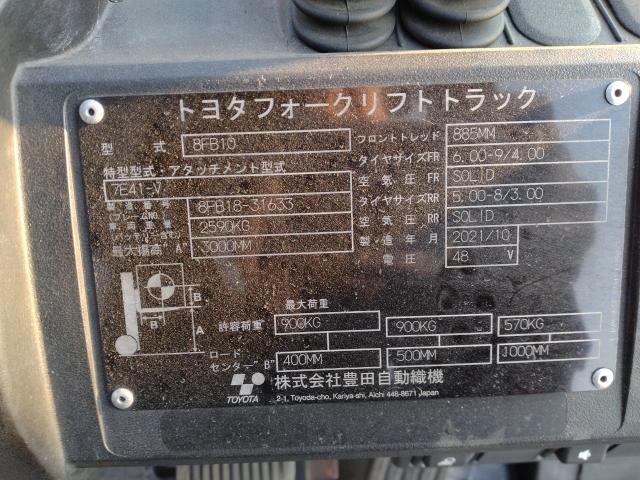 トヨタフォークリフトトラック
型 式 8FB10
特型型式・アタッチメント型式
7E41-V
8FB18-31633
2590KG
最大揚高"A" 3000MM
フロントトレッド 885MM
タイヤサイズFR 6.00-9/4.00
空気圧FR SOLID
タイヤサイズRR 5.00-8/3.00
空気圧RR SOLID
製造年月 2021/10
電圧 48 V
B
B
A
最大荷重
許容荷重 900KG 900KG 570KG
ロード
センター"B" 400MM 500MM 1000MM
TOYOTA
株式会社豊田自動織機
2-1, Toyoda-cho, Kariya-shi, Aichi 448-8671 Japan